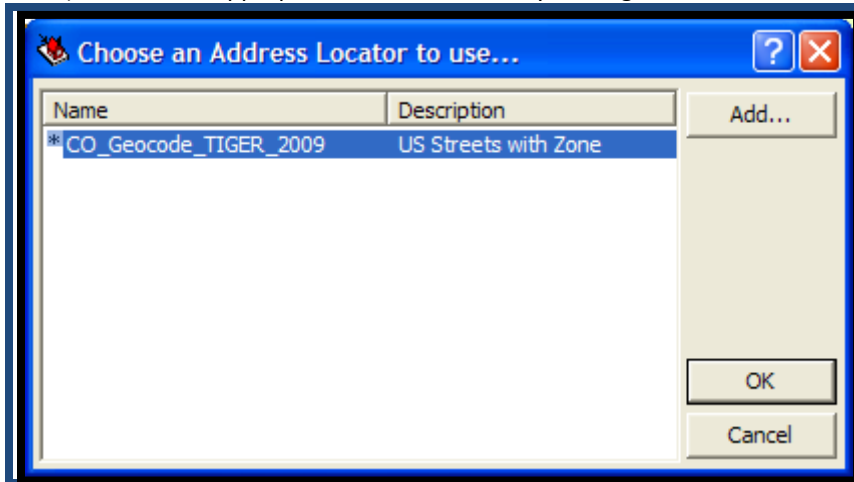 Choose an Address Locator to use...
Name Description Add...
* CO_Geocode_TIGER_2009 US Streets with Zone
OK
Cancel